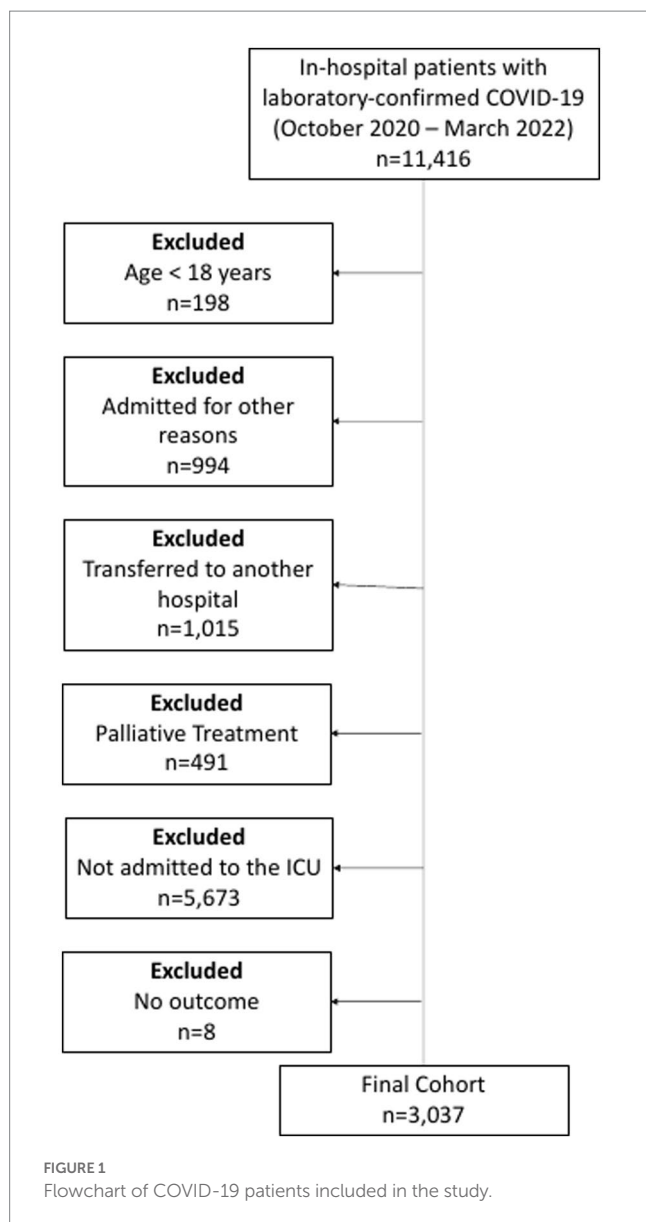 In-hospital patients with
laboratory-confirmed COVID-19
(October 2020 – March 2022)
n=11,416
Excluded
Age < 18 years
n=198
Excluded
Admitted for other
reasons
n=994
Excluded
Transferred to another
hospital
n=1,015
Excluded
Palliative Treatment
n=491
Excluded
Not admitted to the ICU
n=5,673
Excluded
No outcome
n=8
Final Cohort
n=3,037
FIGURE 1
Flowchart of COVID-19 patients included in the study.